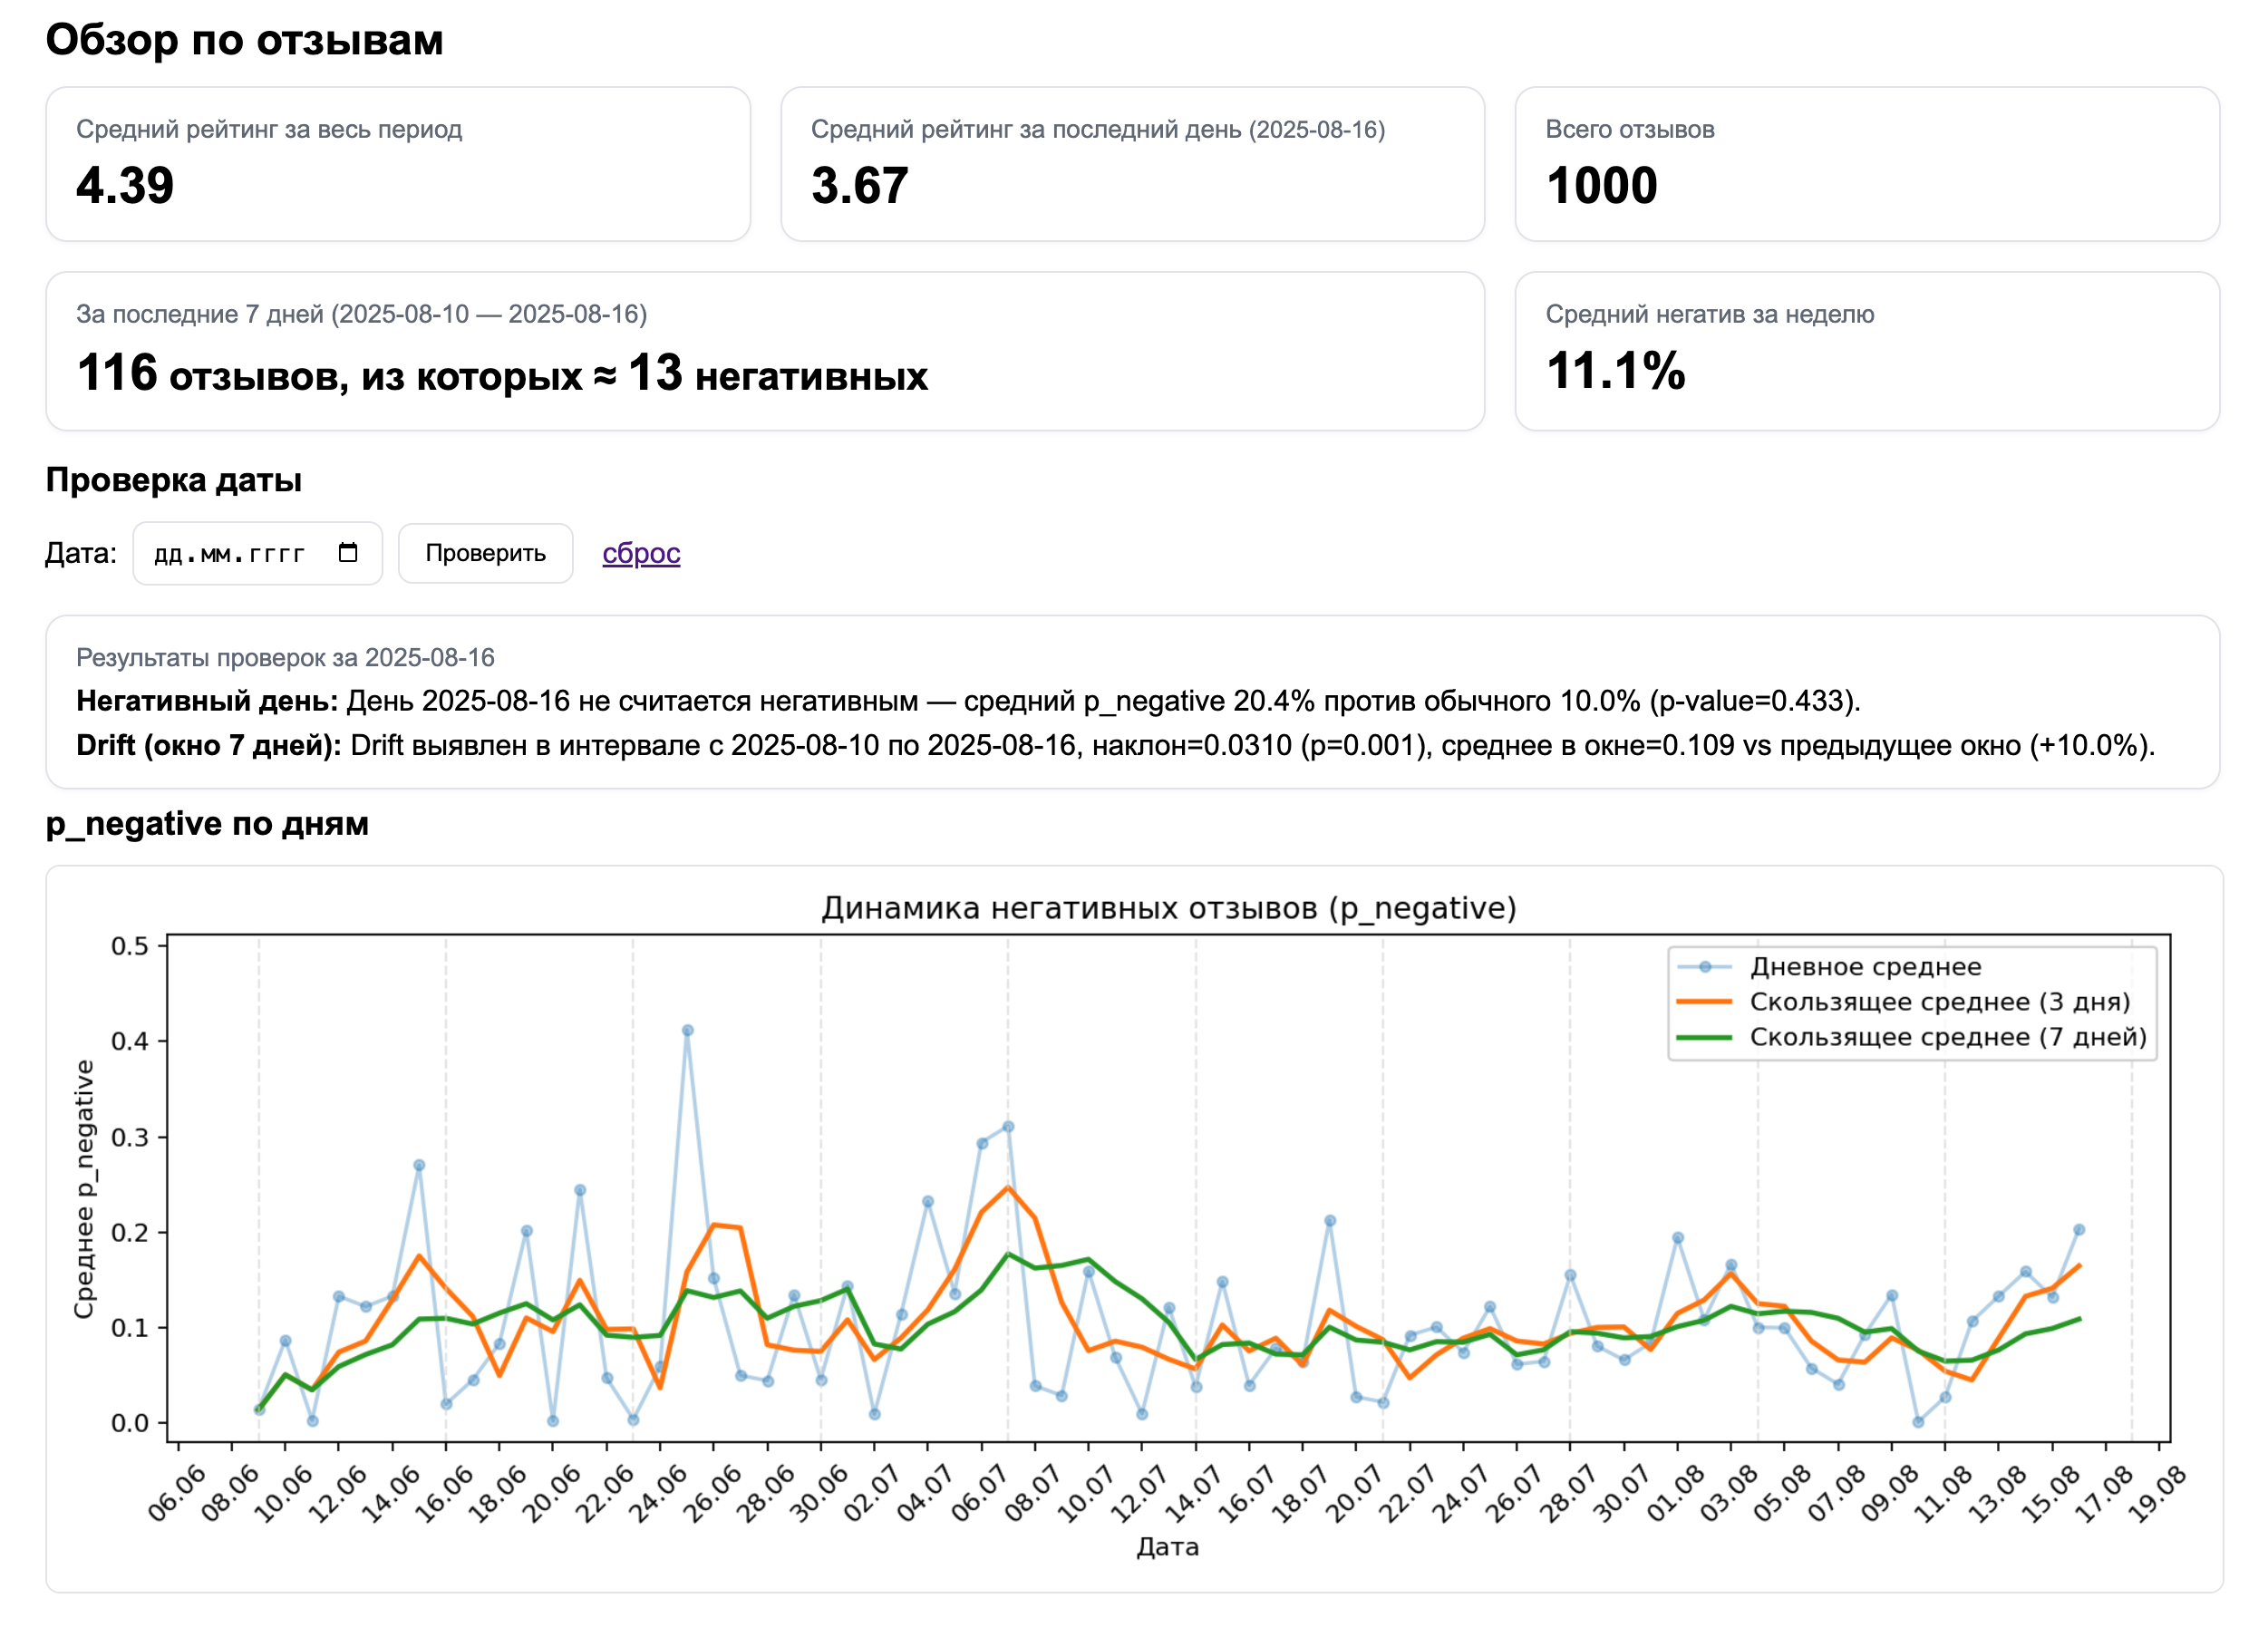 Обзор по отзывам
Средний рейтинг за весь период
4.39
Средний рейтинг за последний день (2025-08-16)
3.67
Всего отзывов
1000
За последние 7 дней (2025-08-10 — 2025-08-16)
116 отзывов, из которых ≈ 13 негативных
Средний негатив за неделю
11.1%
Проверка даты
Дата: дд.мм.гггг Проверить сброс
Результаты проверок за 2025-08-16
Негативный день: День 2025-08-16 не считается негативным — средний p_negative 20.4% против обычного 10.0% (p-value=0.433).
Drift (окно 7 дней): Drift выявлен в интервале с 2025-08-10 по 2025-08-16, наклон=0.0310 (p=0.001), среднее в окне=0.109 vs предыдущее окно (+10.0%).
p_negative по дням
Динамика негативных отзывов (p_negative)
Дневное среднее
Скользящее среднее (3 дня)
Скользящее среднее (7 дней)
Среднее p_negative
0.5
0.4
0.3
0.2
0.1
0.0
06.06 08.06 10.06 12.06 14.06 16.06 18.06 20.06 22.06 24.06 26.06 28.06 30.06 02.07 04.07 06.07 08.07 10.07 12.07 14.07 16.07 18.07 20.07 22.07 24.07 26.07 28.07 30.07 01.08 03.08 05.08 07.08 09.08 11.08 13.08 15.08 17.08 19.08
Дата